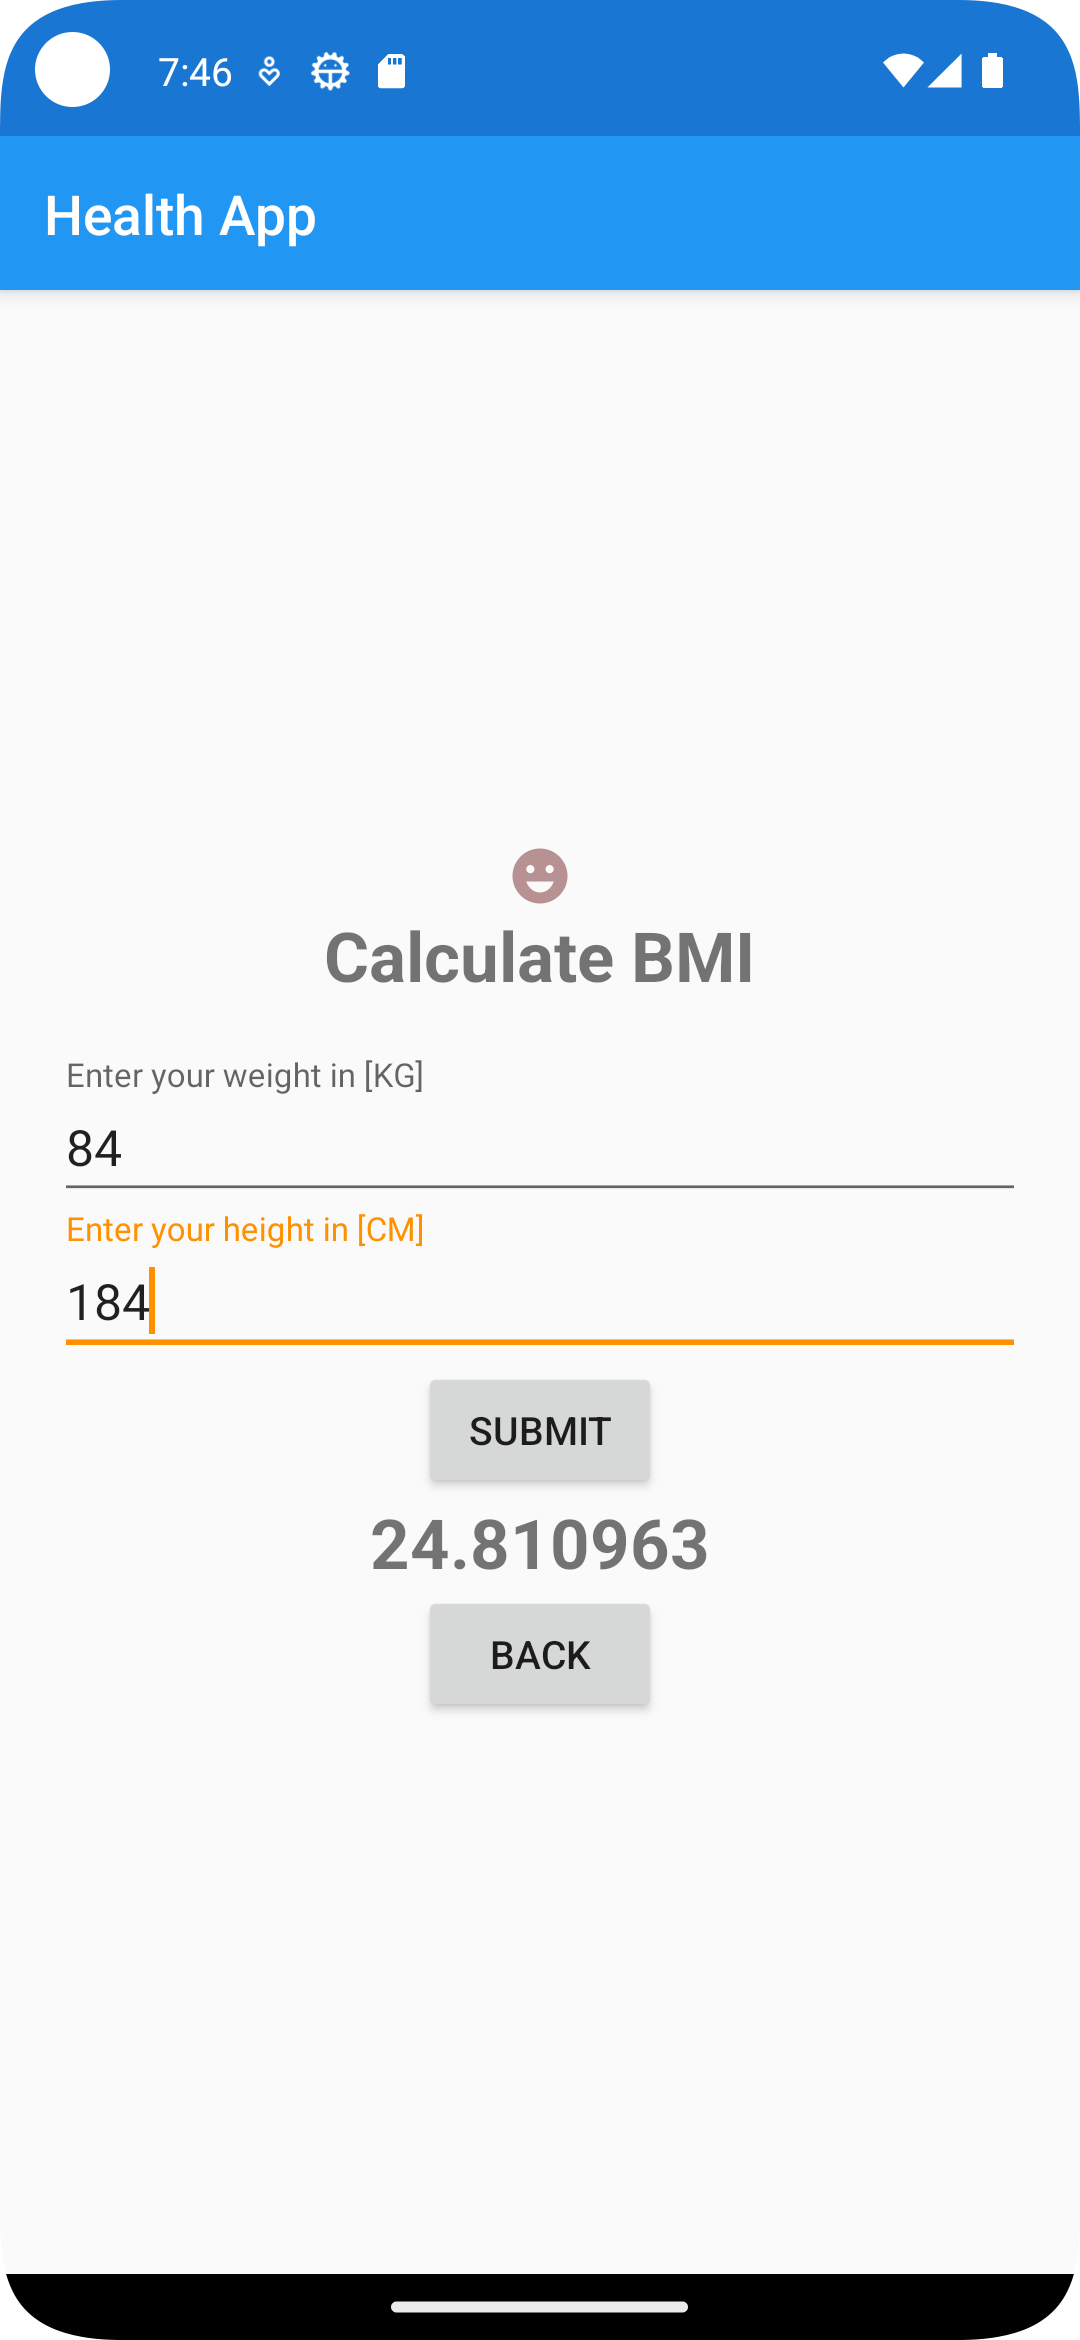 7:46
Health App
Calculate BMI
Enter your weight in [KG]
84
Enter your height in [CM]
184
SUBMIT
24.810963
BACK